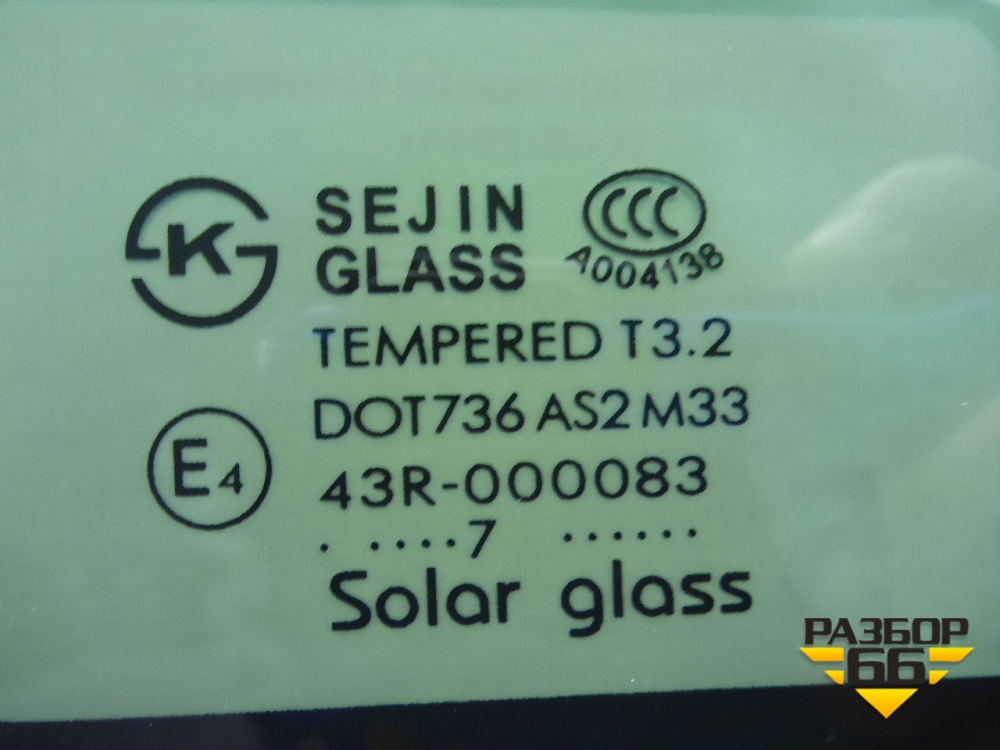 K
SEJIN
GLASS
CCC
A004138
TEMPERED T3.2
DOT736 AS2 M33
E4
43R-000083
. ....7 ......
Solar glass
РАЗБОР
66